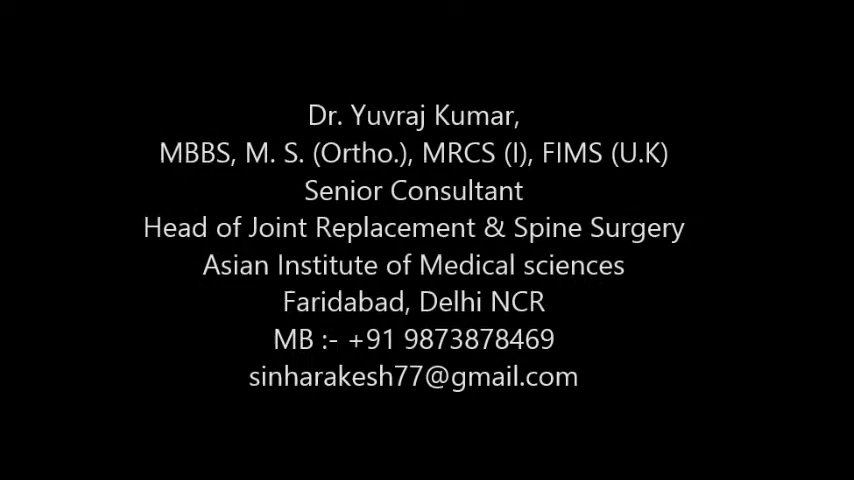 Dr. Yuvraj Kumar,
MBBS, M. S. (Ortho.), MRCS (I), FIMS (U.K)
Senior Consultant
Head of Joint Replacement & Spine Surgery
Asian Institute of Medical sciences
Faridabad, Delhi NCR
MB :- +91 9873878469
sinharakesh77@gmail.com